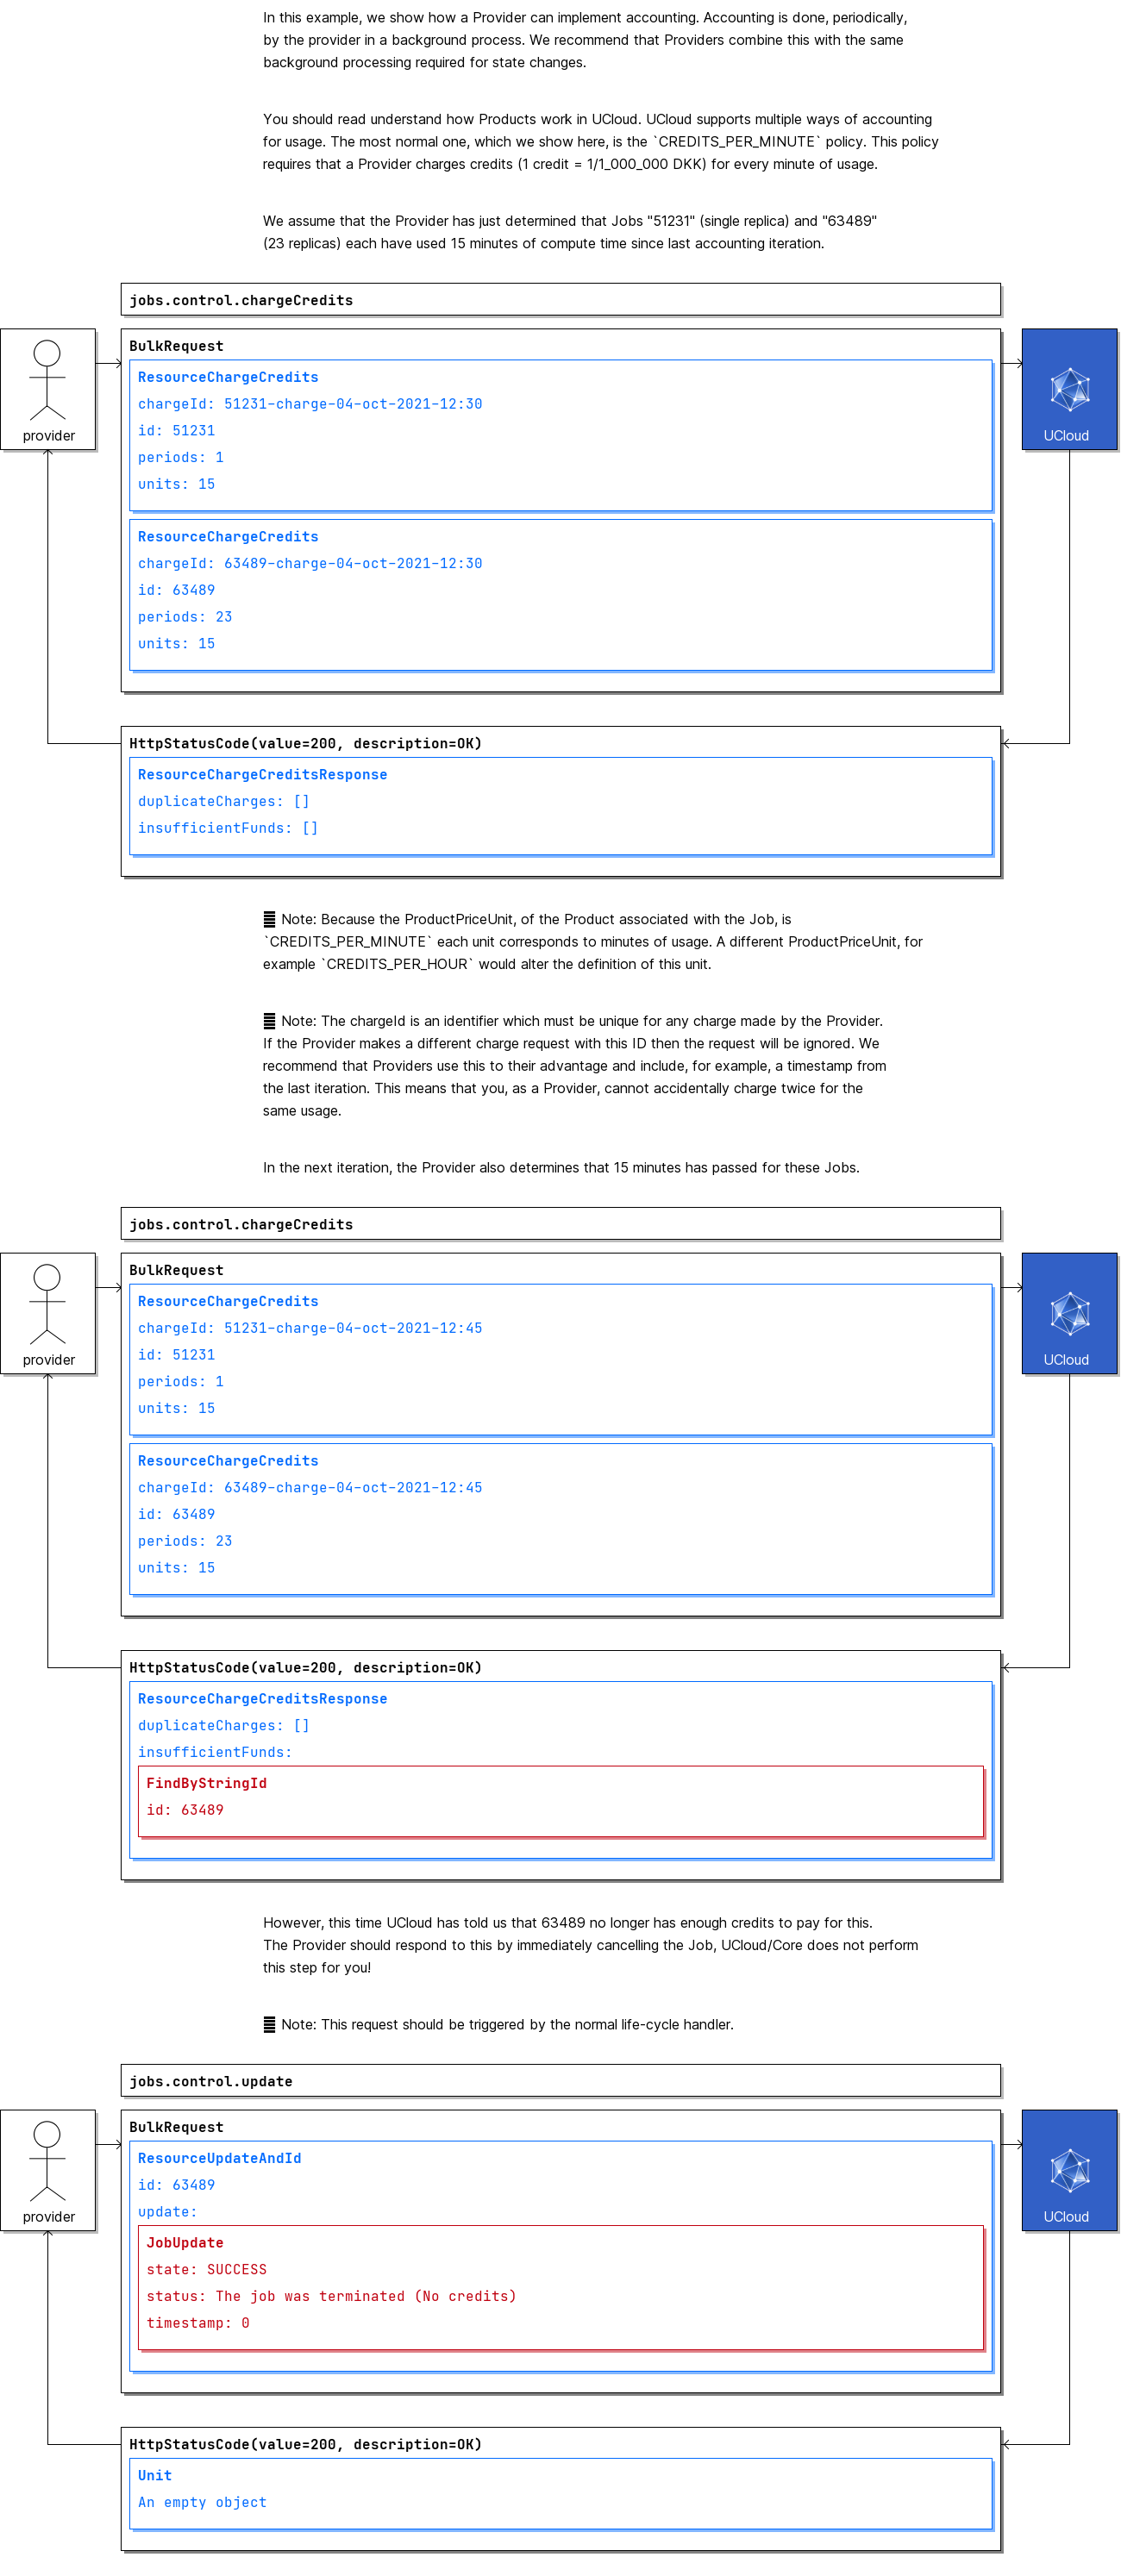 In this example, we show how a Provider can implement accounting. Accounting is done, periodically,
by the provider in a background process. We recommend that Providers combine this with the same
background processing required for state changes.
You should read understand how Products work in UCloud. UCloud supports multiple ways of accounting
for usage. The most normal one, which we show here, is the `CREDITS_PER_MINUTE` policy. This policy
requires that a Provider charges credits (1 credit = 1/1_000_000 DKK) for every minute of usage.
We assume that the Provider has just determined that Jobs "51231" (single replica) and "63489"
(23 replicas) each have used 15 minutes of compute time since last accounting iteration.
jobs.control.chargeCredits
provider
BulkRequest
ResourceChargeCredits
chargeId: 51231-charge-04-oct-2021-12:30
id: 51231
periods: 1
units: 15
ResourceChargeCredits
chargeId: 63489-charge-04-oct-2021-12:30
id: 63489
periods: 23
units: 15
UCloud
HttpStatusCode(value=200, description=OK)
ResourceChargeCreditsResponse
duplicateCharges: []
insufficientFunds: []
Note: Because the ProductPriceUnit, of the Product associated with the Job, is
`CREDITS_PER_MINUTE` each unit corresponds to minutes of usage. A different ProductPriceUnit, for
example `CREDITS_PER_HOUR` would alter the definition of this unit.
Note: The chargeId is an identifier which must be unique for any charge made by the Provider.
If the Provider makes a different charge request with this ID then the request will be ignored. We
recommend that Providers use this to their advantage and include, for example, a timestamp from
the last iteration. This means that you, as a Provider, cannot accidentally charge twice for the
same usage.
In the next iteration, the Provider also determines that 15 minutes has passed for these Jobs.
jobs.control.chargeCredits
provider
BulkRequest
ResourceChargeCredits
chargeId: 51231-charge-04-oct-2021-12:45
id: 51231
periods: 1
units: 15
ResourceChargeCredits
chargeId: 63489-charge-04-oct-2021-12:45
id: 63489
periods: 23
units: 15
UCloud
HttpStatusCode(value=200, description=OK)
ResourceChargeCreditsResponse
duplicateCharges: []
insufficientFunds:
FindByStringId
id: 63489
However, this time UCloud has told us that 63489 no longer has enough credits to pay for this.
The Provider should respond to this by immediately cancelling the Job, UCloud/Core does not perform
this step for you!
Note: This request should be triggered by the normal life-cycle handler.
jobs.control.update
provider
BulkRequest
ResourceUpdateAndId
id: 63489
update:
JobUpdate
state: SUCCESS
status: The job was terminated (No credits)
timestamp: 0
UCloud
HttpStatusCode(value=200, description=OK)
Unit
An empty object